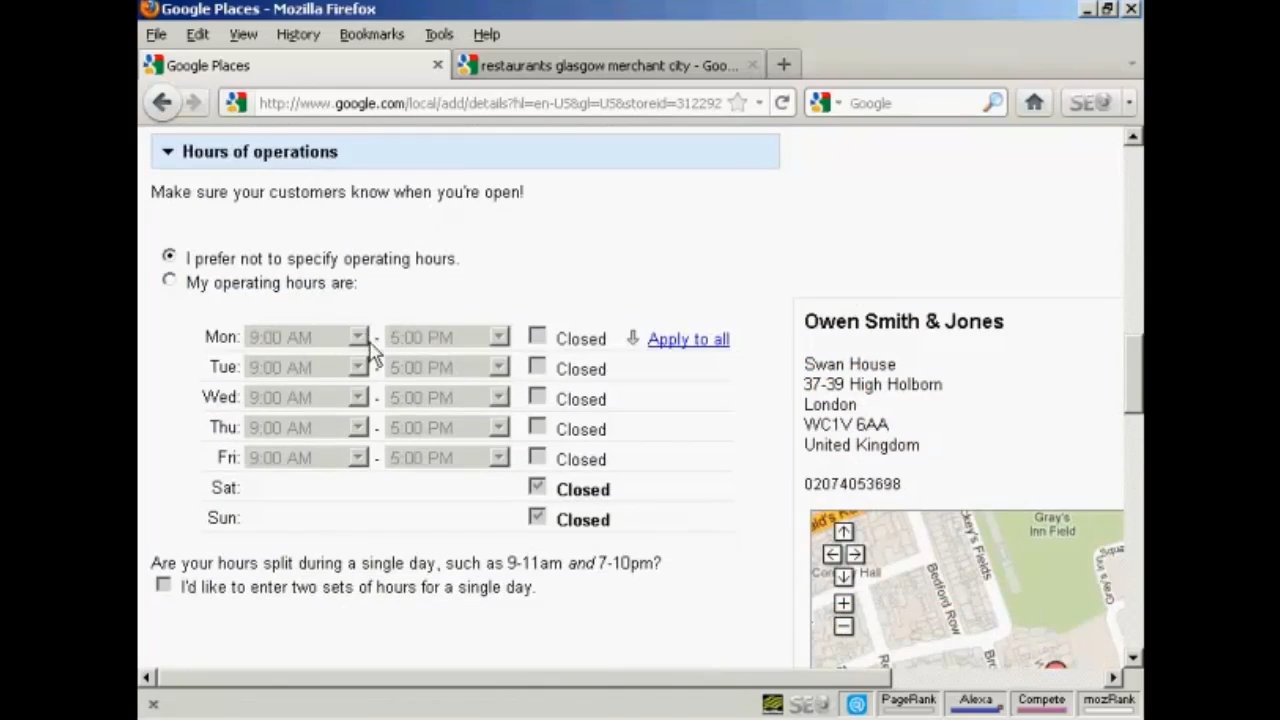 Google Places - Mozilla Firefox
File Edit View History Bookmarks Tools Help
Google Places
restaurants glasgow merchant city - Goo...
http://www.google.com/local/add/details?hl=en-US&gl=US&storeid=312292
Google
SEO
Hours of operations
Make sure your customers know when you're open!
I prefer not to specify operating hours.
My operating hours are:
Mon: 9:00 AM - 5:00 PM Closed Apply to all
Tue: 9:00 AM - 5:00 PM Closed
Wed: 9:00 AM - 5:00 PM Closed
Thu: 9:00 AM - 5:00 PM Closed
Fri: 9:00 AM - 5:00 PM Closed
Sat: Closed
Sun: Closed
Are your hours split during a single day, such as 9-11am and 7-10pm?
I'd like to enter two sets of hours for a single day.
Owen Smith & Jones
Swan House
37-39 High Holborn
London
WC1V 6AA
United Kingdom
02074053698
Gray's
Inn Field
Bedford Row
Hall
SEO
PageRank
Alexa
Compete
mozRank